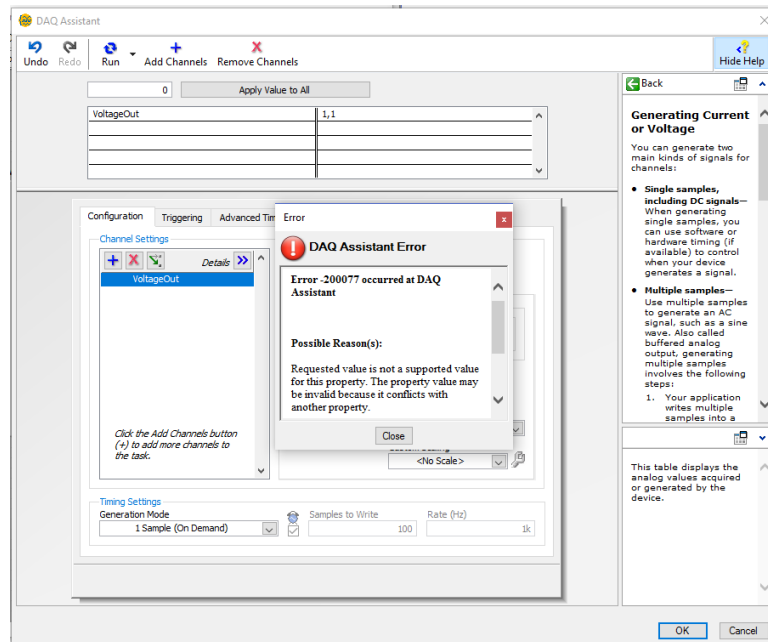 DAQ Assistant
Undo Redo Run Add Channels Remove Channels Hide Help
0 Apply Value to All
VoltageOut 1,1
Back
Generating Current
or Voltage
You can generate two
main kinds of signals for
channels:
Single samples,
including DC signals—
When generating
single samples, you
can use software or
hardware timing (if
available) to control
when your device
generates a signal.
Multiple samples—
Use multiple samples
to generate an AC
signal, such as a sine
wave. Also called
buffered analog
output, generating
multiple samples
involves the following
steps:
1. Your application
writes multiple
samples into a
This table displays the
analog values acquired
or generated by the
device.
Configuration Triggering Advanced Tim
Channel Settings
Details
VoltageOut
Click the Add Channels button
(+) to add more channels to
the task.
Error
DAQ Assistant Error
Error -200077 occurred at DAQ
Assistant
Possible Reason(s):
Requested value is not a supported value
for this property. The property value may
be invalid because it conflicts with
another property.
Close
<No Scale>
Timing Settings
Generation Mode Samples to Write Rate (Hz)
1 Sample (On Demand) 100 1k
OK Cancel